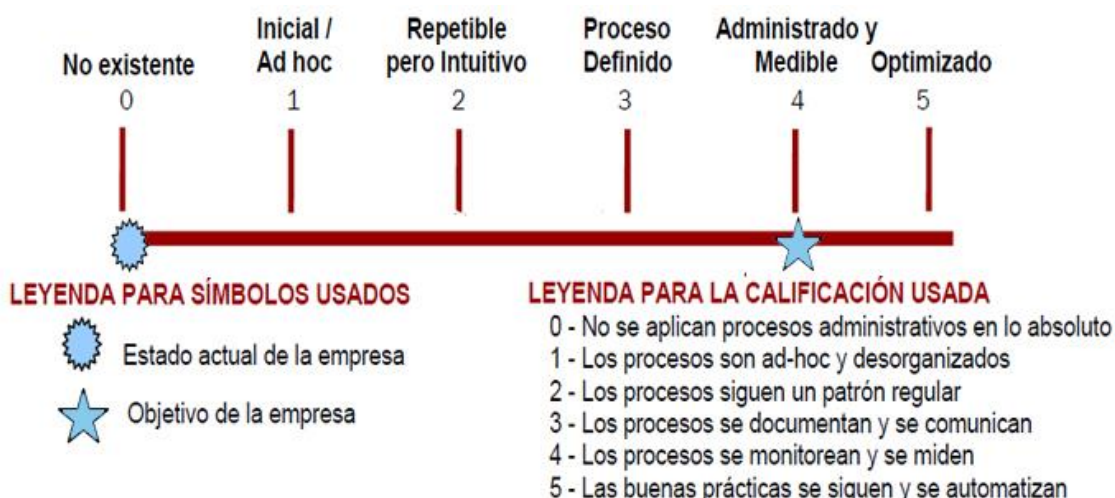 No existente
0
Inicial /
Ad hoc
1
Repetible
pero Intuitivo
2
Proceso
Definido
3
Administrado y
Medible
4
Optimizado
5
LEYENDA PARA SÍMBOLOS USADOS
Estado actual de la empresa
Objetivo de la empresa
LEYENDA PARA LA CALIFICACIÓN USADA
0 - No se aplican procesos administrativos en lo absoluto
1 - Los procesos son ad-hoc y desorganizados
2 - Los procesos siguen un patrón regular
3 - Los procesos se documentan y se comunican
4 - Los procesos se monitorean y se miden
5 - Las buenas prácticas se siguen y se automatizan